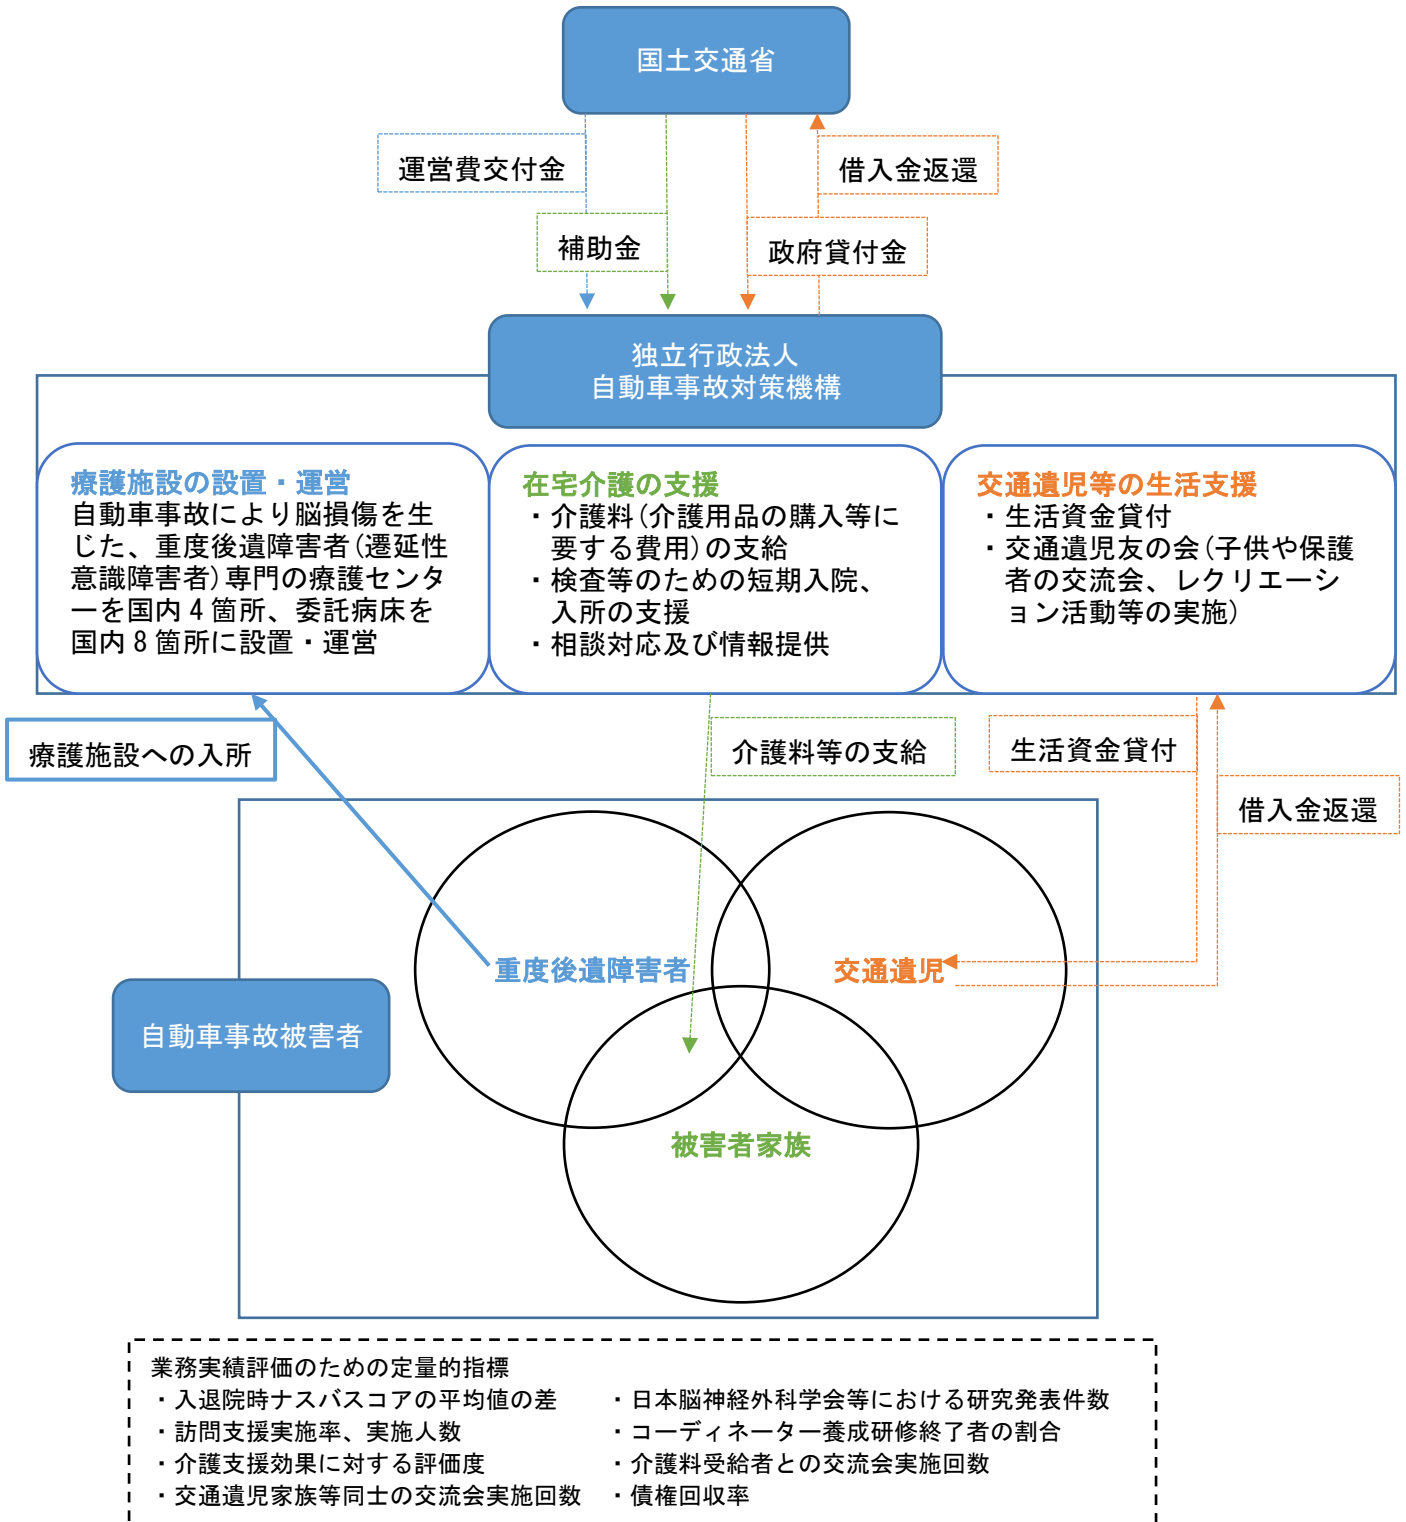 国土交通省
運営費交付金
借入金返還
補助金
政府貸付金
独立行政法人
自動車事故対策機構
療護施設の設置・運営
自動車事故により脳損傷を生
じた、重度後遺障害者(遷延性
意識障害者)専門の療護センタ
ーを国内4箇所、委託病床を
国内8箇所に設置・運営
在宅介護の支援
・介護料(介護用品の購入等に
要する費用)の支給
・検査等のための短期入院、
入所の支援
・相談対応及び情報提供
交通遺児等の生活支援
・生活資金貸付
・交通遺児友の会(子供や保護
者の交流会、レクリエーシ
ョン活動等の実施)
療護施設への入所
介護料等の支給
生活資金貸付
借入金返還
重度後遺障害者
交通遺児
自動車事故被害者
被害者家族
業務実績評価のための定量的指標
・入退院時ナスバスコアの平均値の差
・日本脳神経外科学会等における研究発表件数
・訪問支援実施率、実施人数
・コーディネーター養成研修終了者の割合
・介護支援効果に対する評価度
・介護料受給者との交流会実施回数
・交通遺児家族等同士の交流会実施回数
・債権回収率